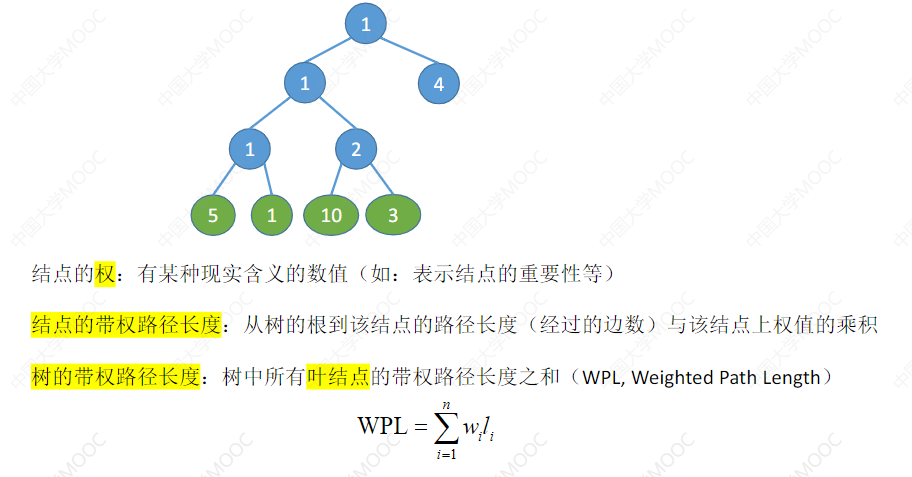 1
1
4
1
2
5
1
10
3
结点的权：有某种现实含义的数值（如：表示结点的重要性等）
结点的带权路径长度：从树的根到该结点的路径长度（经过的边数）与该结点上权值的乘积
树的带权路径长度：树中所有叶结点的带权路径长度之和（WPL, Weighted Path Length）
WPL = ∑_{i=1}^{n} w_i l_i
中国大学MOOC